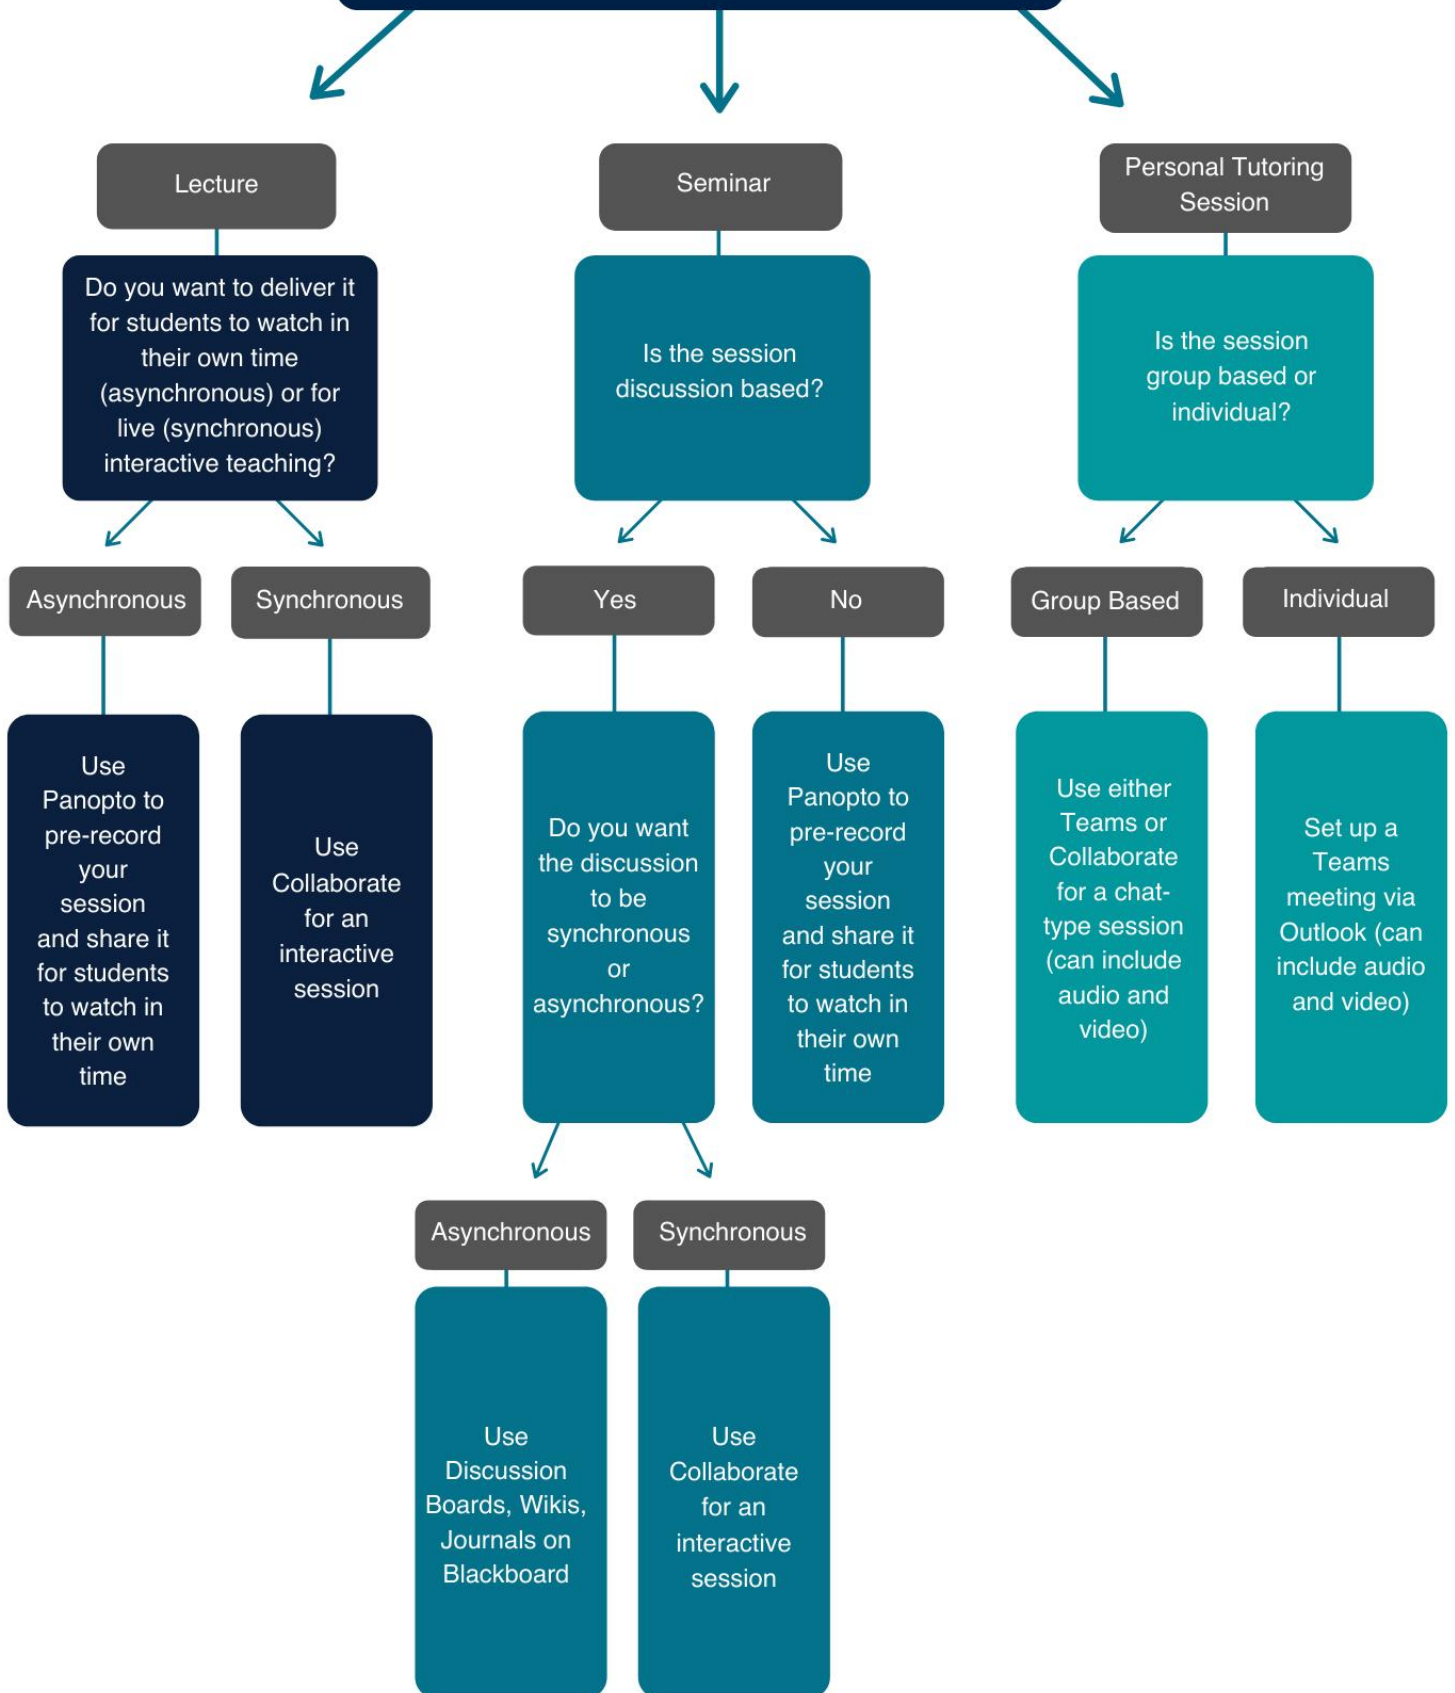 Lecture
Seminar
Personal Tutoring
Session
Do you want to deliver it
for students to watch in
their own time
(asynchronous) or for
live (synchronous)
interactive teaching?
Is the session
discussion based?
Is the session
group based or
individual?
Asynchronous
Synchronous
Yes
No
Group Based
Individual
Use
Panopto to
pre-record
your
session
and share it
for students
to watch in
their own
time
Use
Collaborate
for an
interactive
session
Do you want
the discussion
to be
synchronous
or
asynchronous?
Use
Panopto to
pre-record
your
session
and share it
for students
to watch in
their own
time
Use either
Teams or
Collaborate
for a chat-
type session
(can include
audio and
video)
Set up a
Teams
meeting via
Outlook (can
include audio
and video)
Asynchronous
Synchronous
Use
Discussion
Boards, Wikis,
Journals on
Blackboard
Use
Collaborate
for an
interactive
session